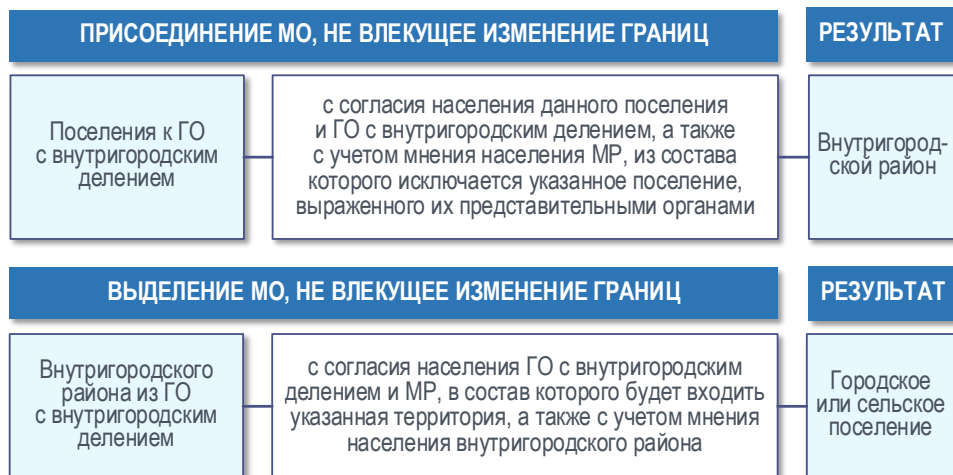 ПРИСОЕДИНЕНИЕ МО, НЕ ВЛЕКУЩЕЕ ИЗМЕНЕНИЕ ГРАНИЦ
РЕЗУЛЬТАТ
Поселения к ГО
с внутригородским
делением
с согласия населения данного поселения
и ГО с внутригородским делением, а также
с учетом мнения населения МР, из состава
которого исключается указанное поселение,
выраженного их представительными органами
Внутригород-
ской район
ВЫДЕЛЕНИЕ МО, НЕ ВЛЕКУЩЕЕ ИЗМЕНЕНИЕ ГРАНИЦ
РЕЗУЛЬТАТ
Внутригородского
района из ГО
с внутригородским
делением
с согласия населения ГО с внутригородским
делением и МР, в состав которого будет входить
указанная территория, а также с учетом мнения
населения внутригородского района
Городское
или сельское
поселение